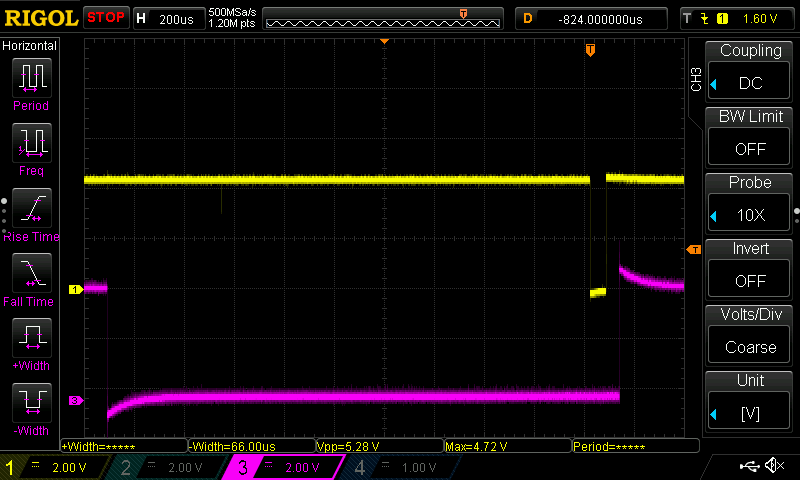 RIGOL STOP H 200us 500MSa/s 1.20M pts D -824.000000us T 1 1.60 V
Horizontal
Period
Freq
Rise Time
Fall Time
+Width
-Width
T
T
T
1
3
CH3
Coupling
DC
BW Limit
OFF
Probe
10X
Invert
OFF
Volts/Div
Coarse
Unit
[V]
+Width=***** -Width=66.00us Vpp=5.28 V Max=4.72 V Period=*****
1 2.00 V 2 2.00 V 3 2.00 V 4 1.00 V